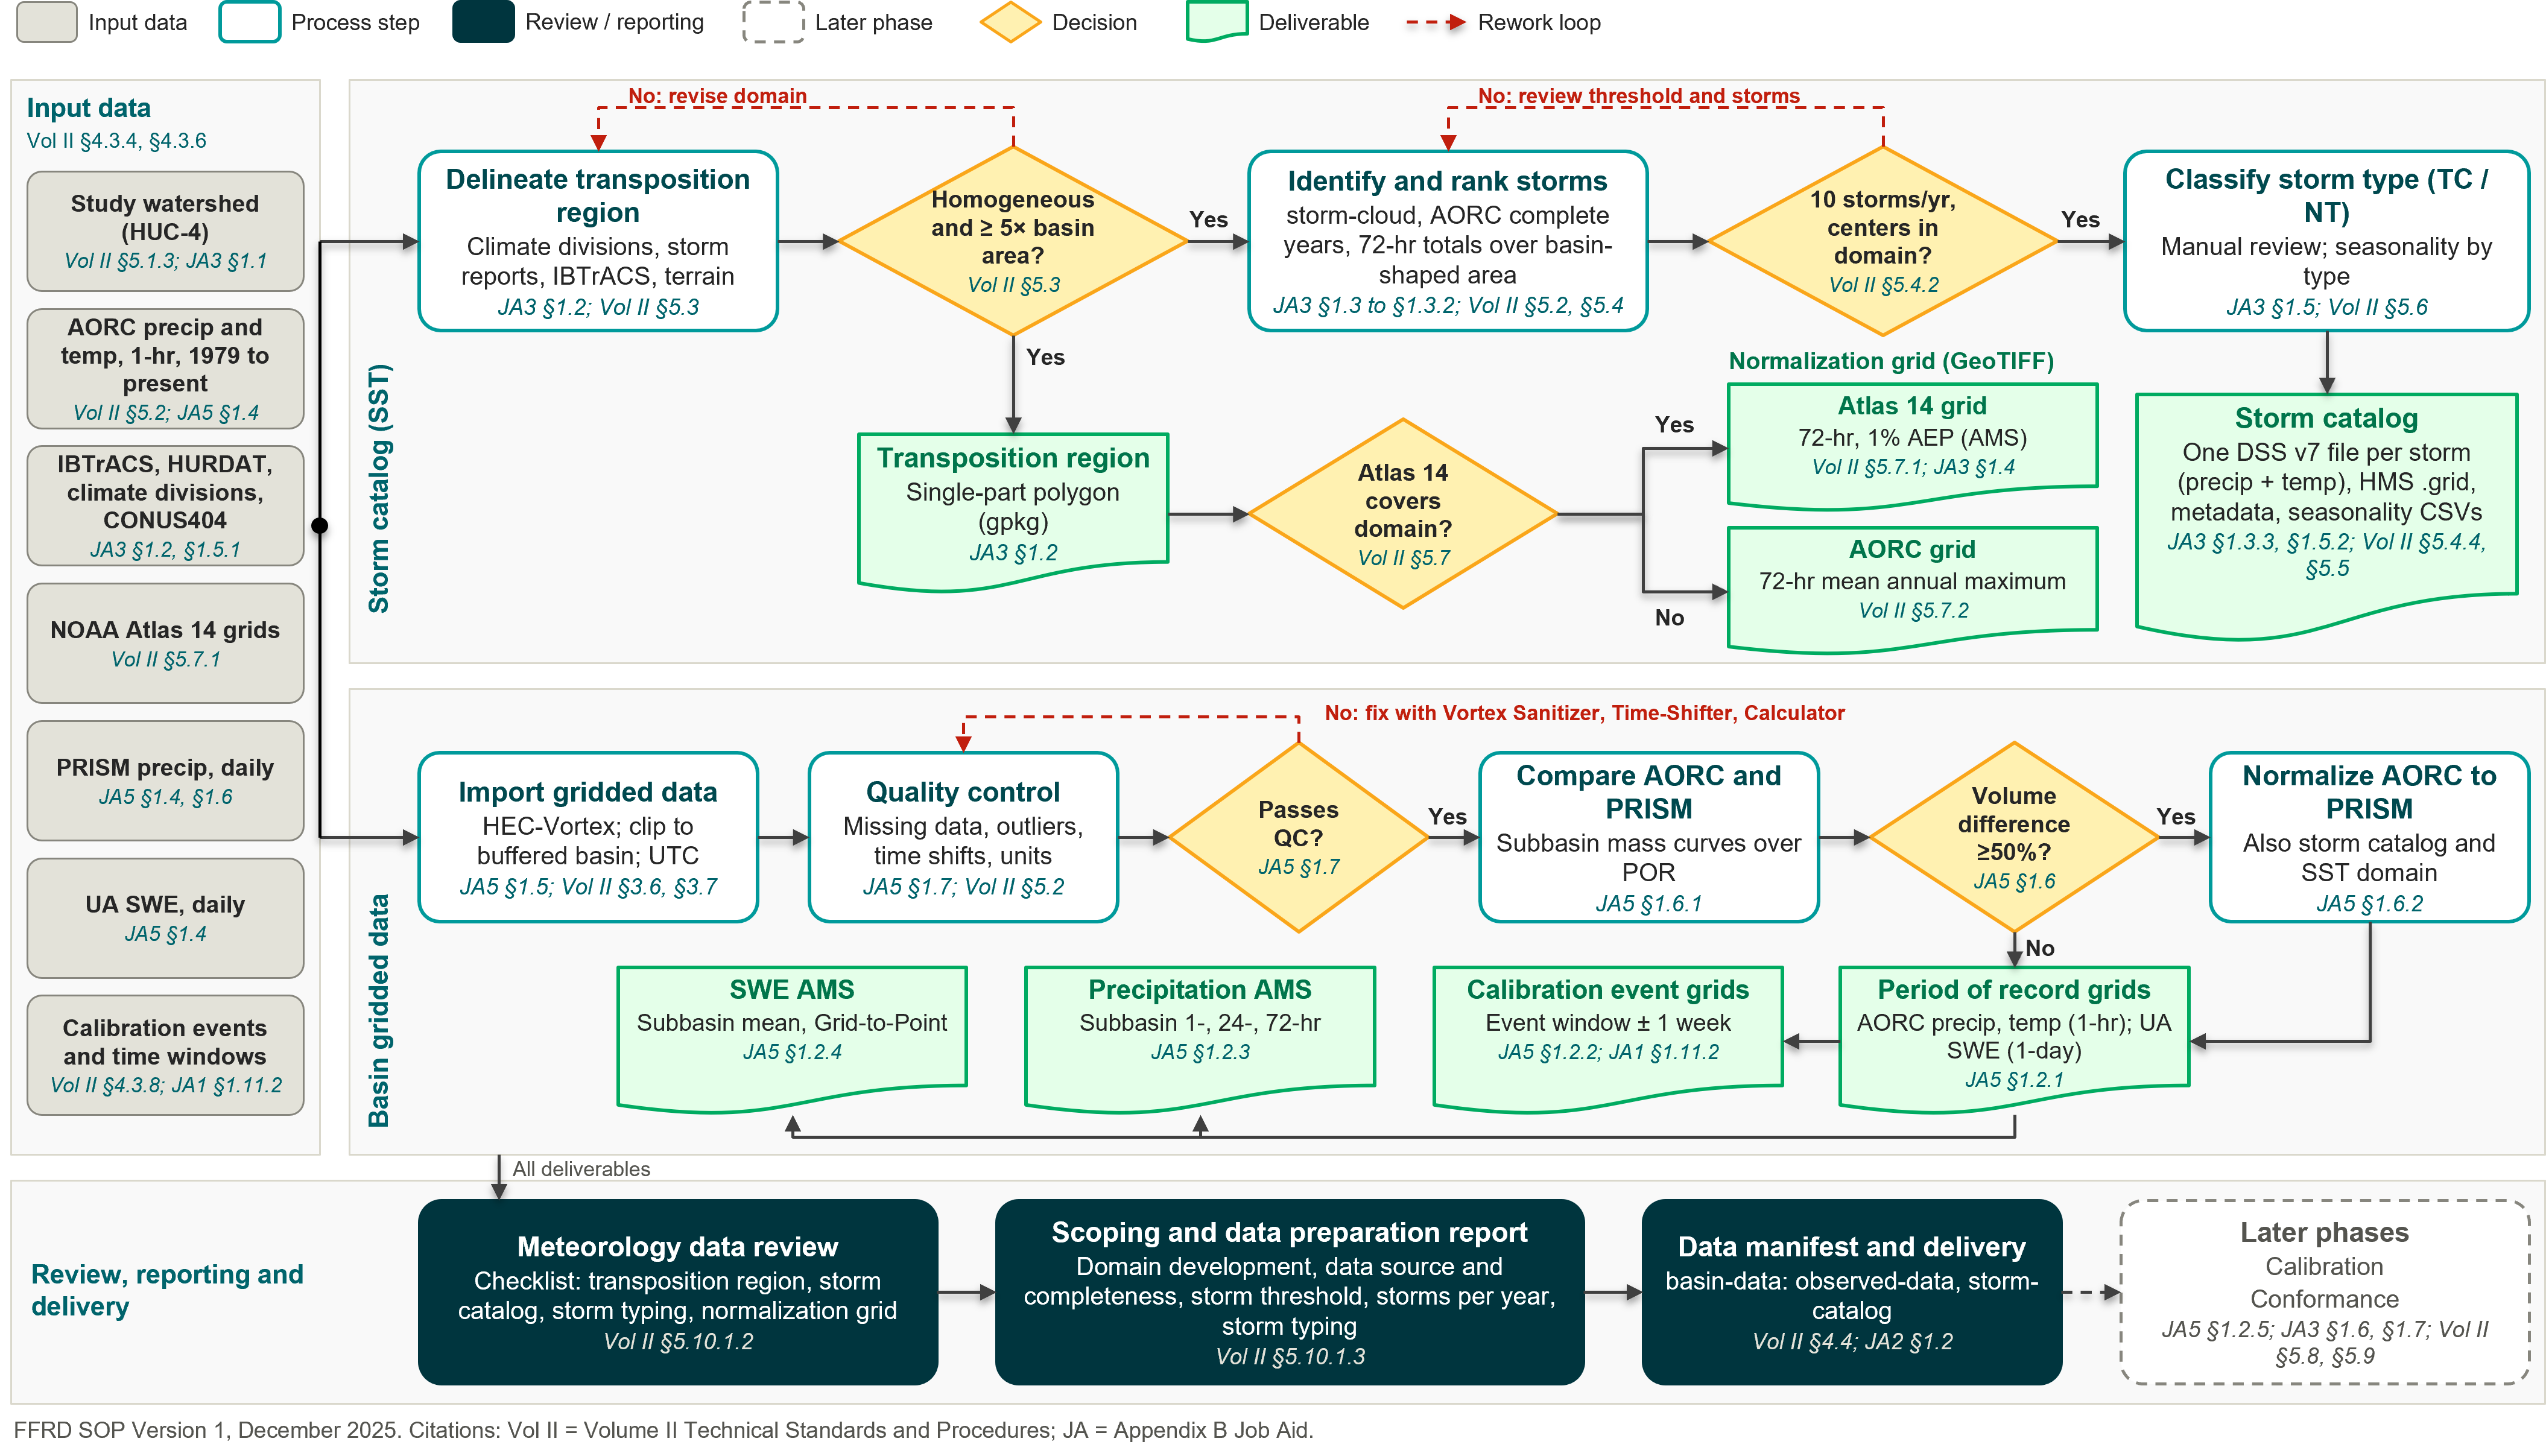 Input data
Process step
Review / reporting
Later phase
Decision
Deliverable
Rework loop
Input data
Vol II §4.3.4, §4.3.6
Study watershed
(HUC-4)
Vol II §5.1.3; JA3 §1.1
AORC precip and
temp, 1-hr, 1979 to
present
Vol II §5.2; JA5 §1.4
IBTrACS, HURDAT,
climate divisions,
CONUS404
JA3 §1.2, §1.5.1
NOAA Atlas 14 grids
Vol II §5.7.1
PRISM precip, daily
JA5 §1.4, §1.6
UA SWE, daily
JA5 §1.4
Calibration events
and time windows
Vol II §4.3.8; JA1 §1.11.2
Storm catalog (SST)
No: revise domain
No: review threshold and storms
Delineate transposition
region
Climate divisions, storm
reports, IBTrACS, terrain
JA3 §1.2; Vol II §5.3
Homogeneous
and ≥ 5× basin
area?
Vol II §5.3
Yes
Identify and rank storms
storm-cloud, AORC complete
years, 72-hr totals over basin-
shaped area
JA3 §1.3 to §1.3.2; Vol II §5.2, §5.4
10 storms/yr,
centers in
domain?
Vol II §5.4.2
Yes
Classify storm type (TC /
NT)
Manual review; seasonality by
type
JA3 §1.5; Vol II §5.6
Yes
Transposition region
Single-part polygon
(gpkg)
JA3 §1.2
Atlas 14
covers
domain?
Vol II §5.7
Yes
No
Normalization grid (GeoTIFF)
Atlas 14 grid
72-hr, 1% AEP (AMS)
Vol II §5.7.1; JA3 §1.4
AORC grid
72-hr mean annual maximum
Vol II §5.7.2
Storm catalog
One DSS v7 file per storm
(precip + temp), HMS .grid,
metadata, seasonality CSVs
JA3 §1.3.3, §1.5.2; Vol II §5.4.4,
§5.5
Basin gridded data
No: fix with Vortex Sanitizer, Time-Shifter, Calculator
Import gridded data
HEC-Vortex; clip to
buffered basin; UTC
JA5 §1.5; Vol II §3.6, §3.7
Quality control
Missing data, outliers,
time shifts, units
JA5 §1.7; Vol II §5.2
Passes
QC?
JA5 §1.7
Yes
Compare AORC and
PRISM
Subbasin mass curves over
POR
JA5 §1.6.1
Volume
difference
≥50%?
JA5 §1.6
Yes
Normalize AORC to
PRISM
Also storm catalog and
SST domain
JA5 §1.6.2
No
SWE AMS
Subbasin mean, Grid-to-Point
JA5 §1.2.4
Precipitation AMS
Subbasin 1-, 24-, 72-hr
JA5 §1.2.3
Calibration event grids
Event window ± 1 week
JA5 §1.2.2; JA1 §1.11.2
Period of record grids
AORC precip, temp (1-hr); UA
SWE (1-day)
JA5 §1.2.1
All deliverables
Review, reporting and
delivery
Meteorology data review
Checklist: transposition region, storm
catalog, storm typing, normalization grid
Vol II §5.10.1.2
Scoping and data preparation report
Domain development, data source and
completeness, storm threshold, storms per year,
storm typing
Vol II §5.10.1.3
Data manifest and delivery
basin-data: observed-data, storm-
catalog
Vol II §4.4; JA2 §1.2
Later phases
Calibration
Conformance
JA5 §1.2.5; JA3 §1.6, §1.7; Vol II
§5.8, §5.9
FFRD SOP Version 1, December 2025. Citations: Vol II = Volume II Technical Standards and Procedures; JA = Appendix B Job Aid.